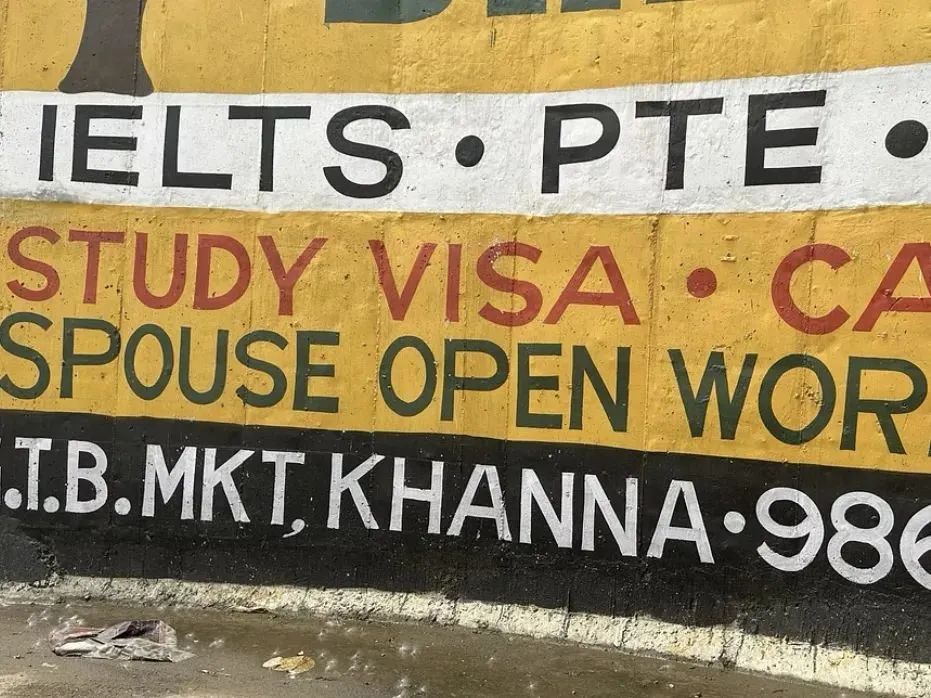 IELTS • PTE •
STUDY VISA • CA
SPOUSE OPEN WOR
.T.B. MKT, KHANNA • 986